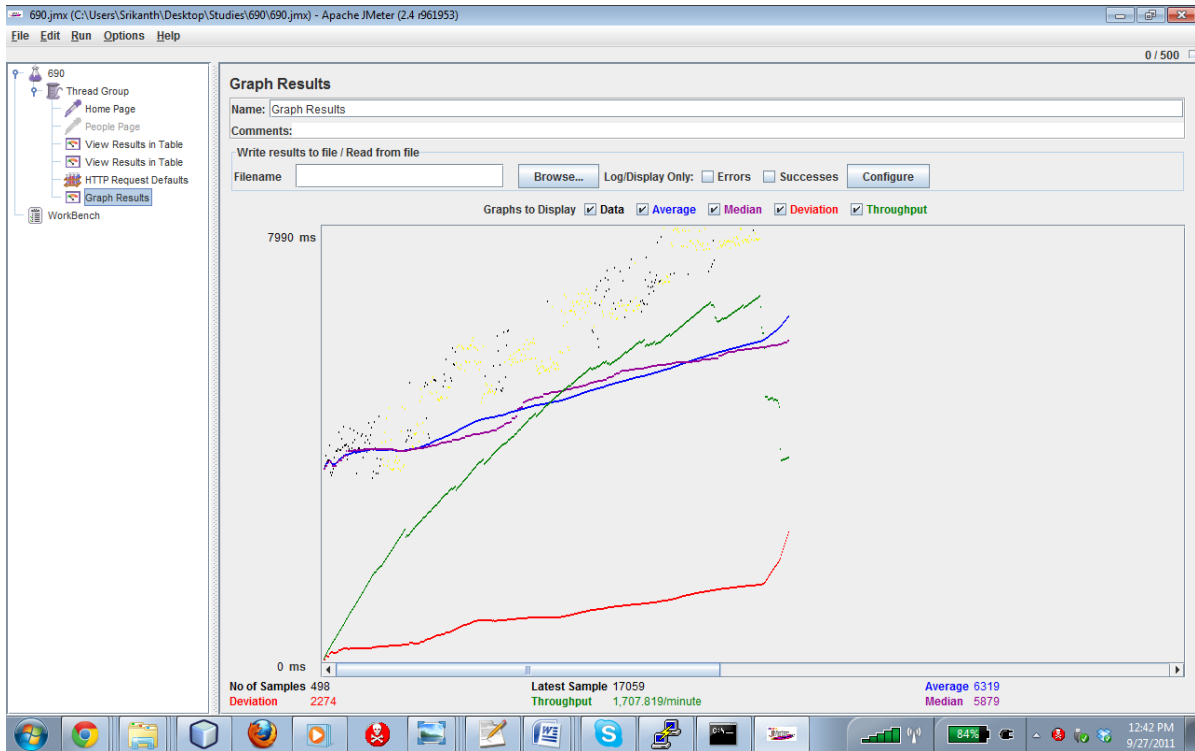 690.jmx (C:\Users\Srikanth\Desktop\Studies\690\690.jmx) - Apache JMeter (2.4 r961953)
File Edit Run Options Help
0 / 500
690
Thread Group
Home Page
People Page
View Results in Table
View Results in Table
HTTP Request Defaults
Graph Results
WorkBench
Graph Results
Name: Graph Results
Comments:
Write results to file / Read from file
Filename Browse... Log/Display Only: Errors Successes Configure
Graphs to Display Data Average Median Deviation Throughput
7990 ms
0 ms
No of Samples 498 Latest Sample 17059 Average 6319
Deviation 2274 Throughput 1,707.819/minute Median 5879
84%
12:42 PM
9/27/2011